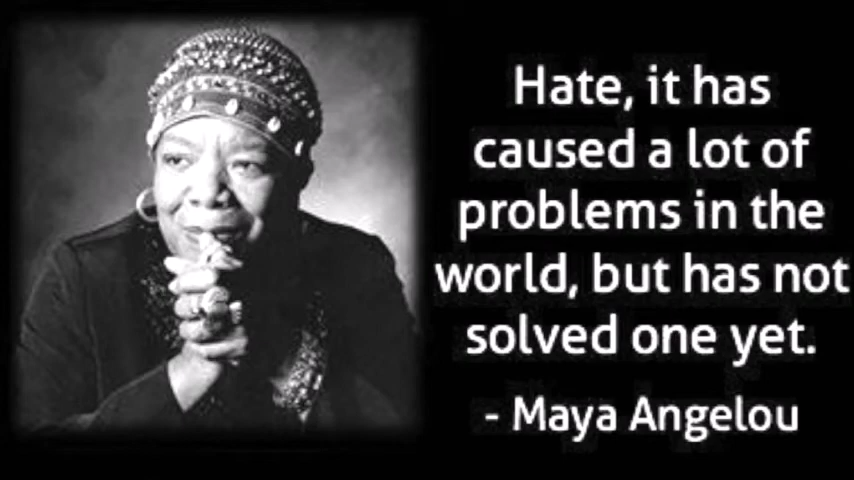 Hate, it has
caused a lot of
problems in the
world, but has not
solved one yet.
- Maya Angelou